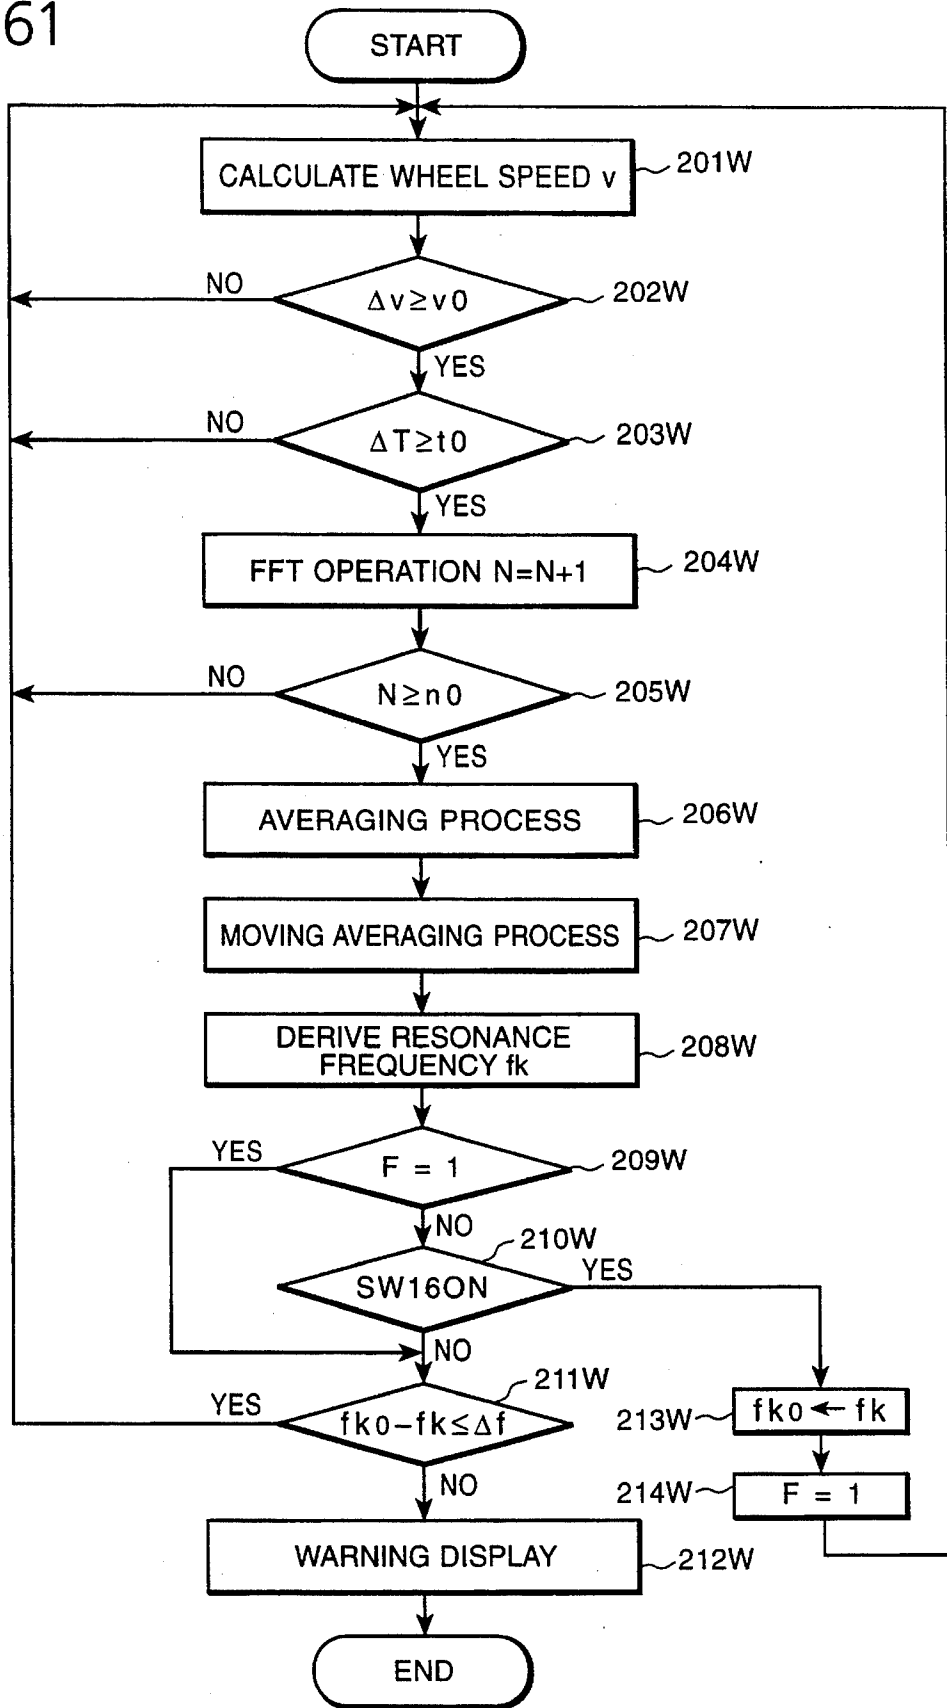 61
START
CALCULATE WHEEL SPEED v
201W
NO
Δv≥v0
202W
YES
NO
ΔT≥t0
203W
YES
FFT OPERATION N=N+1
204W
NO
N≥n0
205W
YES
AVERAGING PROCESS
206W
MOVING AVERAGING PROCESS
207W
DERIVE RESONANCE
FREQUENCY fk
208W
YES
F = 1
209W
NO
210W
SW16ON
YES
NO
211W
YES
fk0-fk≤Δf
213W
fk0 ← fk
NO
214W
F = 1
WARNING DISPLAY
212W
END